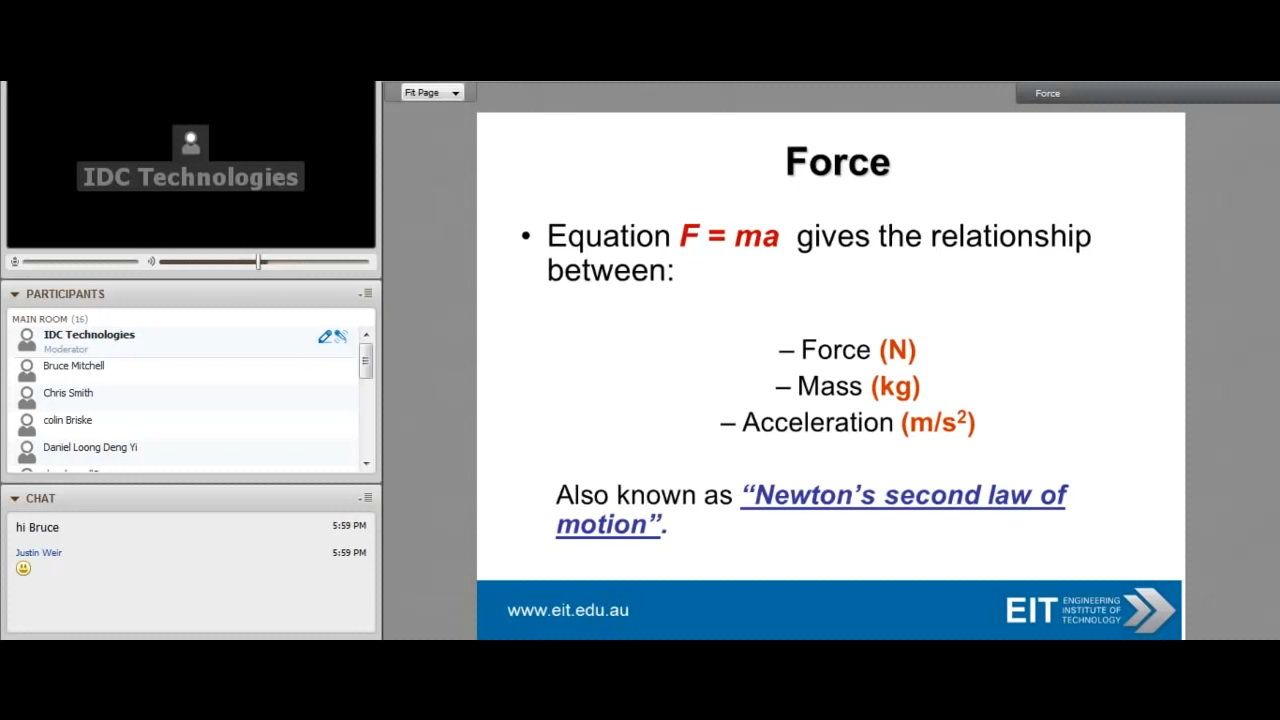 IDC Technologies
PARTICIPANTS
MAIN ROOM (16)
IDC Technologies
Moderator
Bruce Mitchell
Chris Smith
colin Briske
Daniel Loong Deng Yi
CHAT
hi Bruce 5:59 PM
Justin Weir 5:59 PM
Fit Page
Force
Force
• Equation F = ma gives the relationship
between:
– Force (N)
– Mass (kg)
– Acceleration (m/s²)
Also known as “Newton’s second law of
motion”.
www.eit.edu.au
EIT ENGINEERING
INSTITUTE OF
TECHNOLOGY